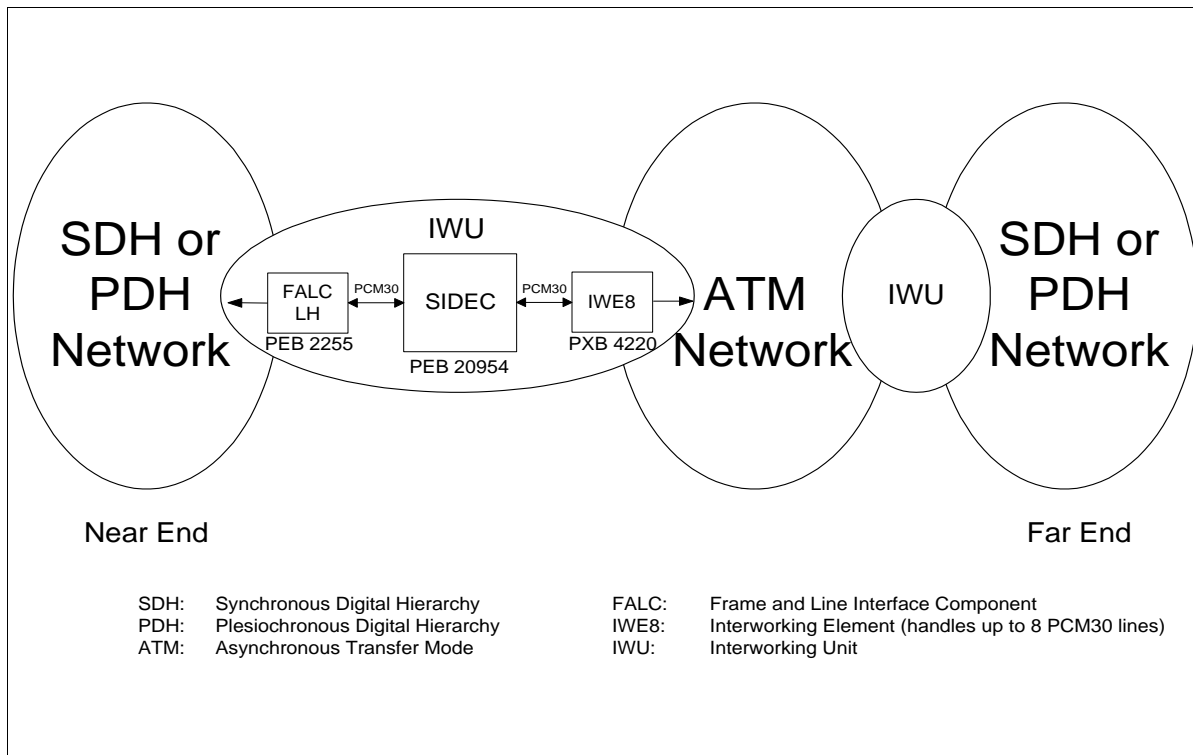 SDH or
PDH
Network
IWU
FALC
LH
PEB 2255
PCM30
SIDEC
PEB 20954
PCM30
IWE8
PXB 4220
ATM
Network
IWU
SDH or
PDH
Network
Near End
Far End
SDH: Synchronous Digital Hierarchy
PDH: Plesiochronous Digital Hierarchy
ATM: Asynchronous Transfer Mode
FALC: Frame and Line Interface Component
IWE8: Interworking Element (handles up to 8 PCM30 lines)
IWU: Interworking Unit